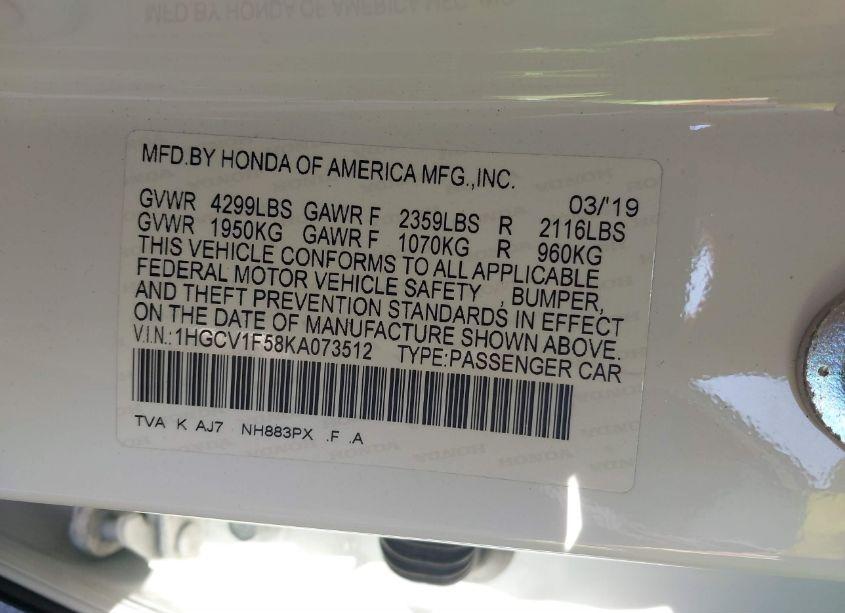 MFD.BY HONDA OF AMERICA MFG.,INC.
03/'19
GVWR 4299LBS GAWR F 2359LBS R 2116LBS
GVWR 1950KG GAWR F 1070KG R 960KG
THIS VEHICLE CONFORMS TO ALL APPLICABLE
FEDERAL MOTOR VEHICLE SAFETY , BUMPER,
AND THEFT PREVENTION STANDARDS IN EFFECT
ON THE DATE OF MANUFACTURE SHOWN ABOVE.
V.I.N.:1HGCV1F58KA073512 TYPE:PASSENGER CAR
TVA K AJ7 NH883PX .F .A